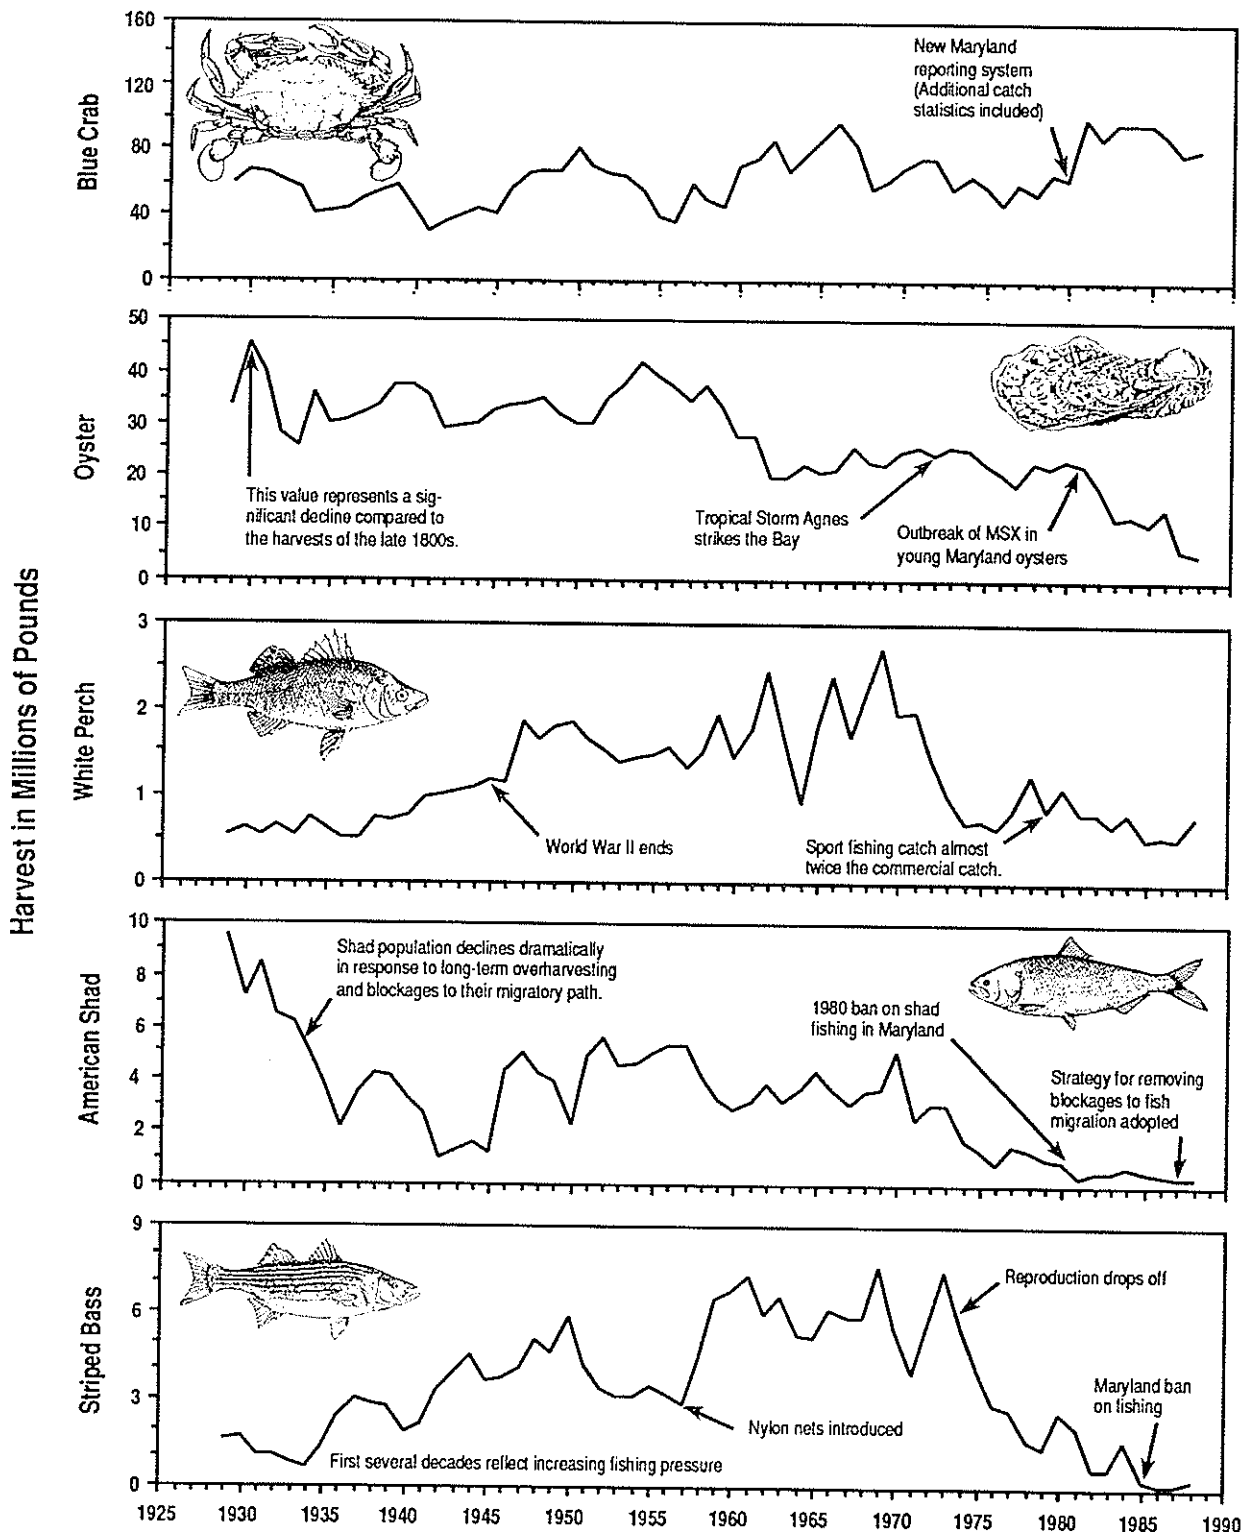 Harvest in Millions of Pounds
Blue Crab
160
120
80
40
0
New Maryland
reporting system
(Additional catch
statistics included)
Oyster
50
40
30
20
10
0
This value represents a sig-
nificant decline compared to
the harvests of the late 1800s.
Tropical Storm Agnes
strikes the Bay
Outbreak of MSX in
young Maryland oysters
White Perch
3
2
1
0
World War II ends
Sport fishing catch almost
twice the commercial catch.
American Shad
10
8
6
4
2
0
Shad population declines dramatically
in response to long-term overharvesting
and blockages to their migratory path.
1980 ban on shad
fishing in Maryland
Strategy for removing
blockages to fish
migration adopted
Striped Bass
9
6
3
0
Reproduction drops off
Maryland ban
on fishing
Nylon nets introduced
First several decades reflect increasing fishing pressure
1925 1930 1935 1940 1945 1950 1955 1960 1965 1970 1975 1980 1985 1990